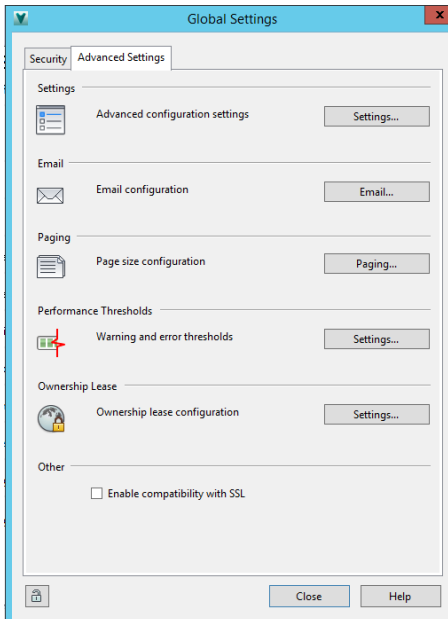 Global Settings
x
Security
Advanced Settings
Settings
Advanced configuration settings
Settings...
Email
Email configuration
Email...
Paging
Page size configuration
Paging...
Performance Thresholds
Warning and error thresholds
Settings...
Ownership Lease
Ownership lease configuration
Settings...
Other
Enable compatibility with SSL
Close
Help